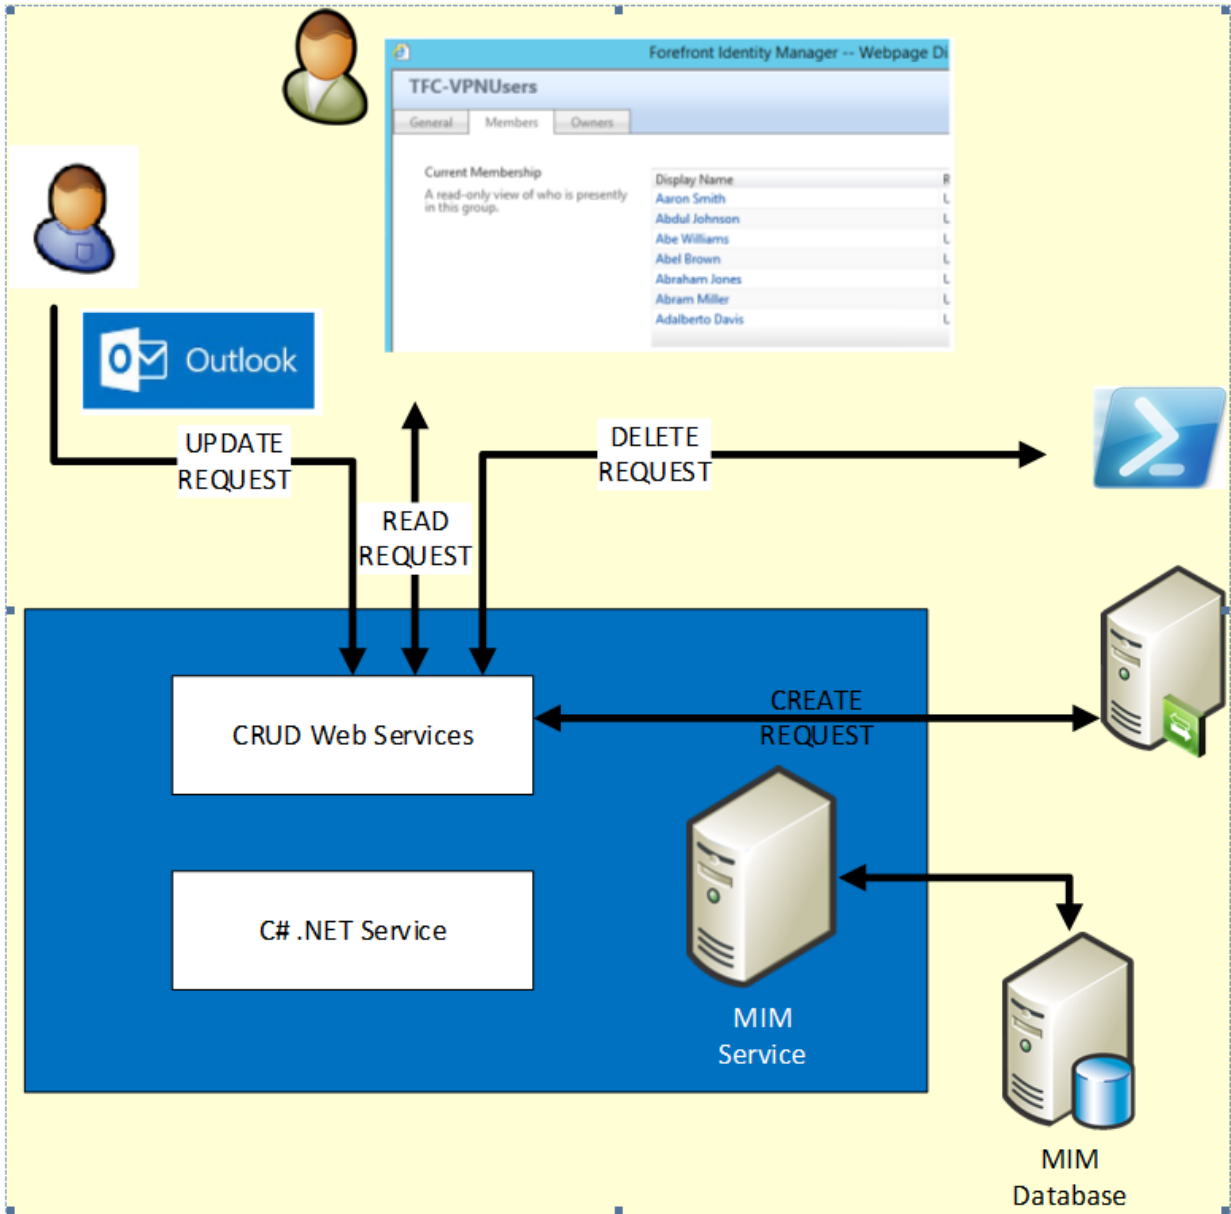 Forefront Identity Manager -- Webpage Di
TFC-VPNUsers
General Members Owners
Current Membership
A read-only view of who is presently
in this group.
Display Name R
Aaron Smith
Abdul Johnson
Abe Williams
Abel Brown
Abraham Jones
Abram Miller
Adalberto Davis
Outlook
UPDATE
REQUEST
READ
REQUEST
DELETE
REQUEST
CREATE
REQUEST
CRUD Web Services
C# .NET Service
MIM
Service
MIM
Database